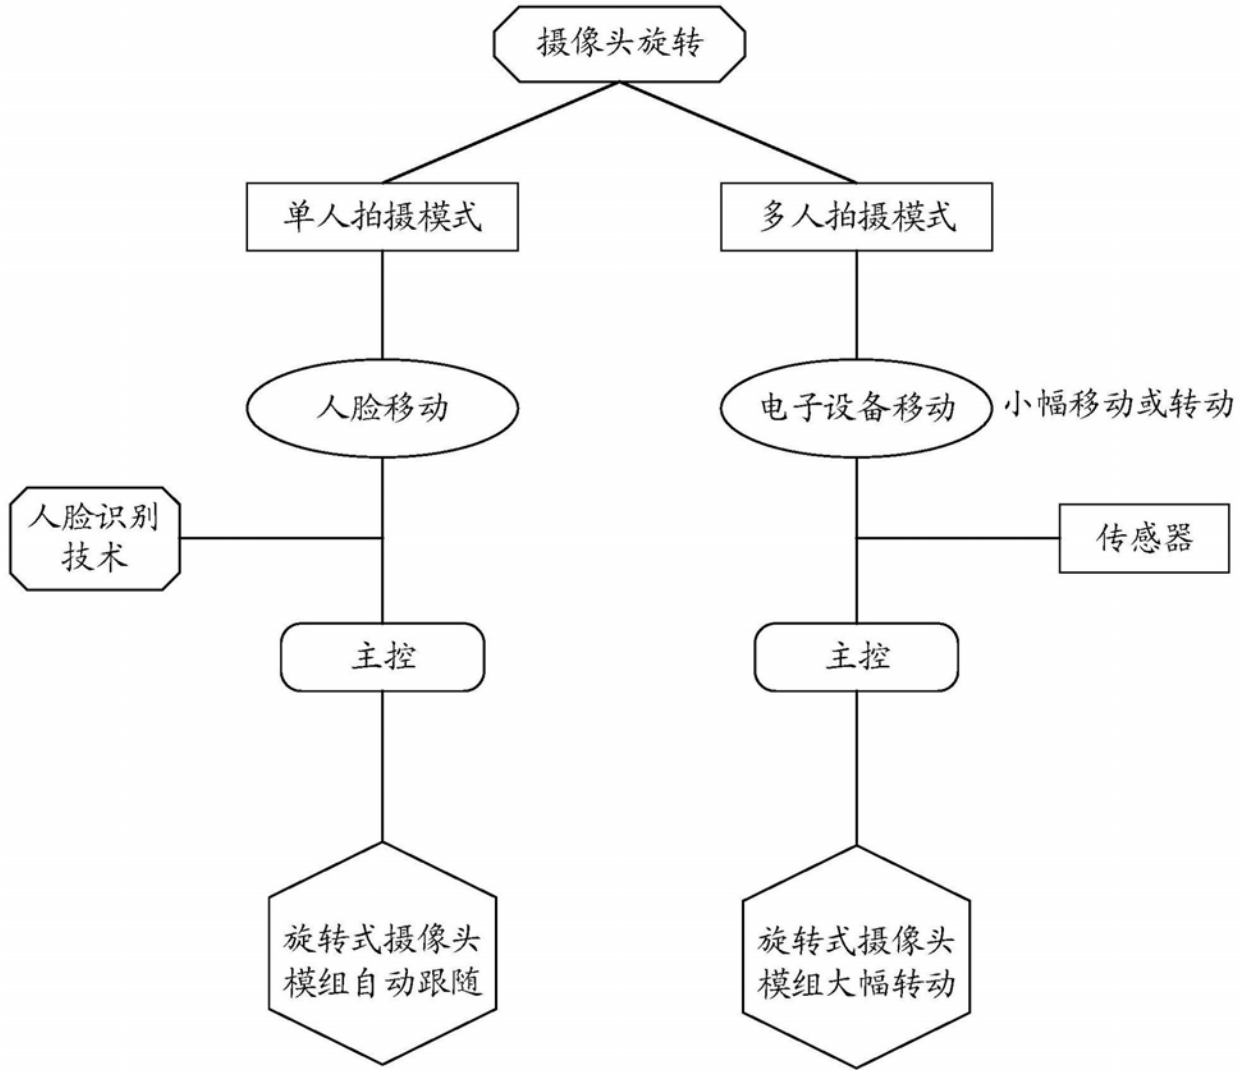 摄像头旋转
单人拍摄模式
多人拍摄模式
人脸移动
电子设备移动
小幅移动或转动
人脸识别
技术
传感器
主控
主控
旋转式摄像头
模组自动跟随
旋转式摄像头
模组大幅转动